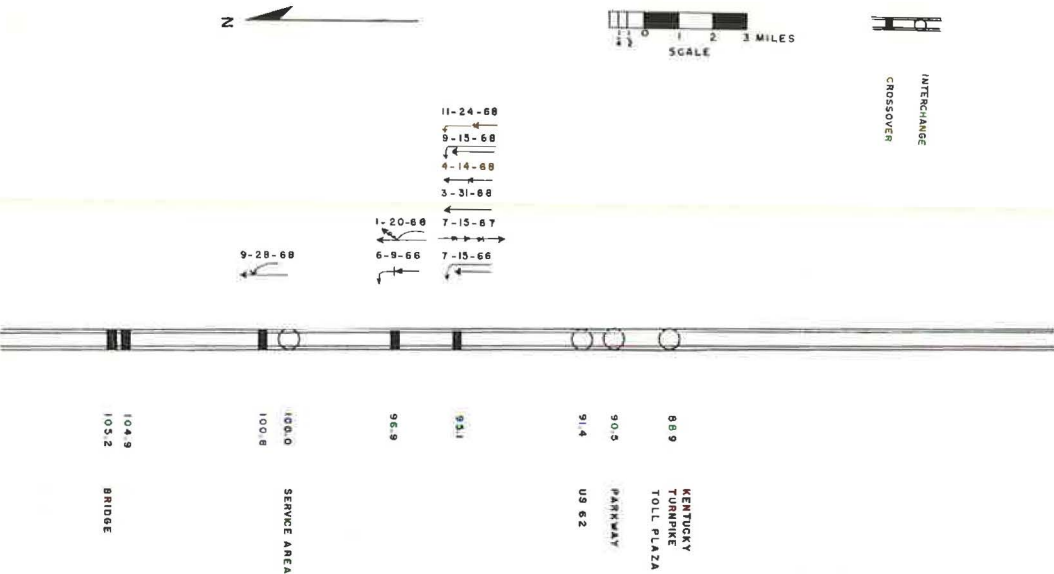 N
0 1 2 3 MILES
SCALE
INTERCHANGE
CROSSOVER
11-24-68
9-15-68
4-14-68
3-31-68
1-20-68
7-15-67
9-28-68
6-9-66
7-15-66
105.2
104.9
100.8
100.0
96.9
95.1
91.4
90.5
88.9
BRIDGE
SERVICE AREA
US 62
PARKWAY
KENTUCKY
TURNPIKE
TOLL PLAZA